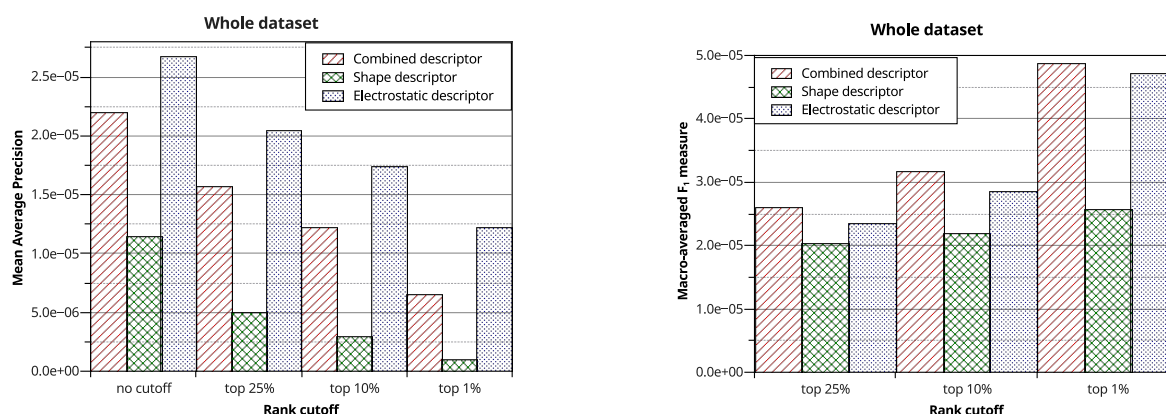 Whole dataset
Mean Average Precision
2.5e−05
2.0e−05
1.5e−05
1.0e−05
5.0e−06
0.0e+00
Combined descriptor
Shape descriptor
Electrostatic descriptor
no cutoff top 25% top 10% top 1%
Rank cutoff
Whole dataset
Macro-averaged F₁ measure
5.0e−05
4.0e−05
3.0e−05
2.0e−05
1.0e−05
0.0e+00
Combined descriptor
Shape descriptor
Electrostatic descriptor
top 25% top 10% top 1%
Rank cutoff